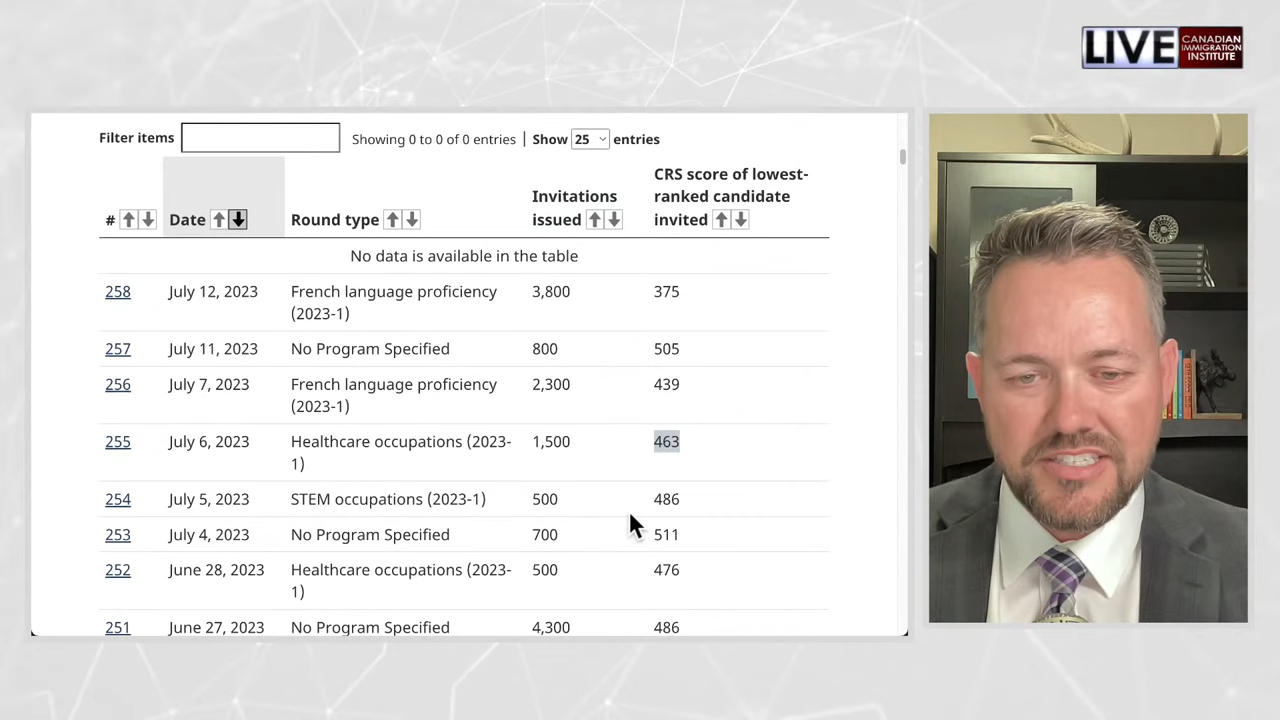 LIVE CANADIAN IMMIGRATION INSTITUTE
Filter items Showing 0 to 0 of 0 entries | Show 25 entries
# Date Round type Invitations issued CRS score of lowest-ranked candidate invited
No data is available in the table
258 July 12, 2023 French language proficiency (2023-1) 3,800 375
257 July 11, 2023 No Program Specified 800 505
256 July 7, 2023 French language proficiency (2023-1) 2,300 439
255 July 6, 2023 Healthcare occupations (2023-1) 1,500 463
254 July 5, 2023 STEM occupations (2023-1) 500 486
253 July 4, 2023 No Program Specified 700 511
252 June 28, 2023 Healthcare occupations (2023-1) 500 476
251 June 27, 2023 No Program Specified 4,300 486